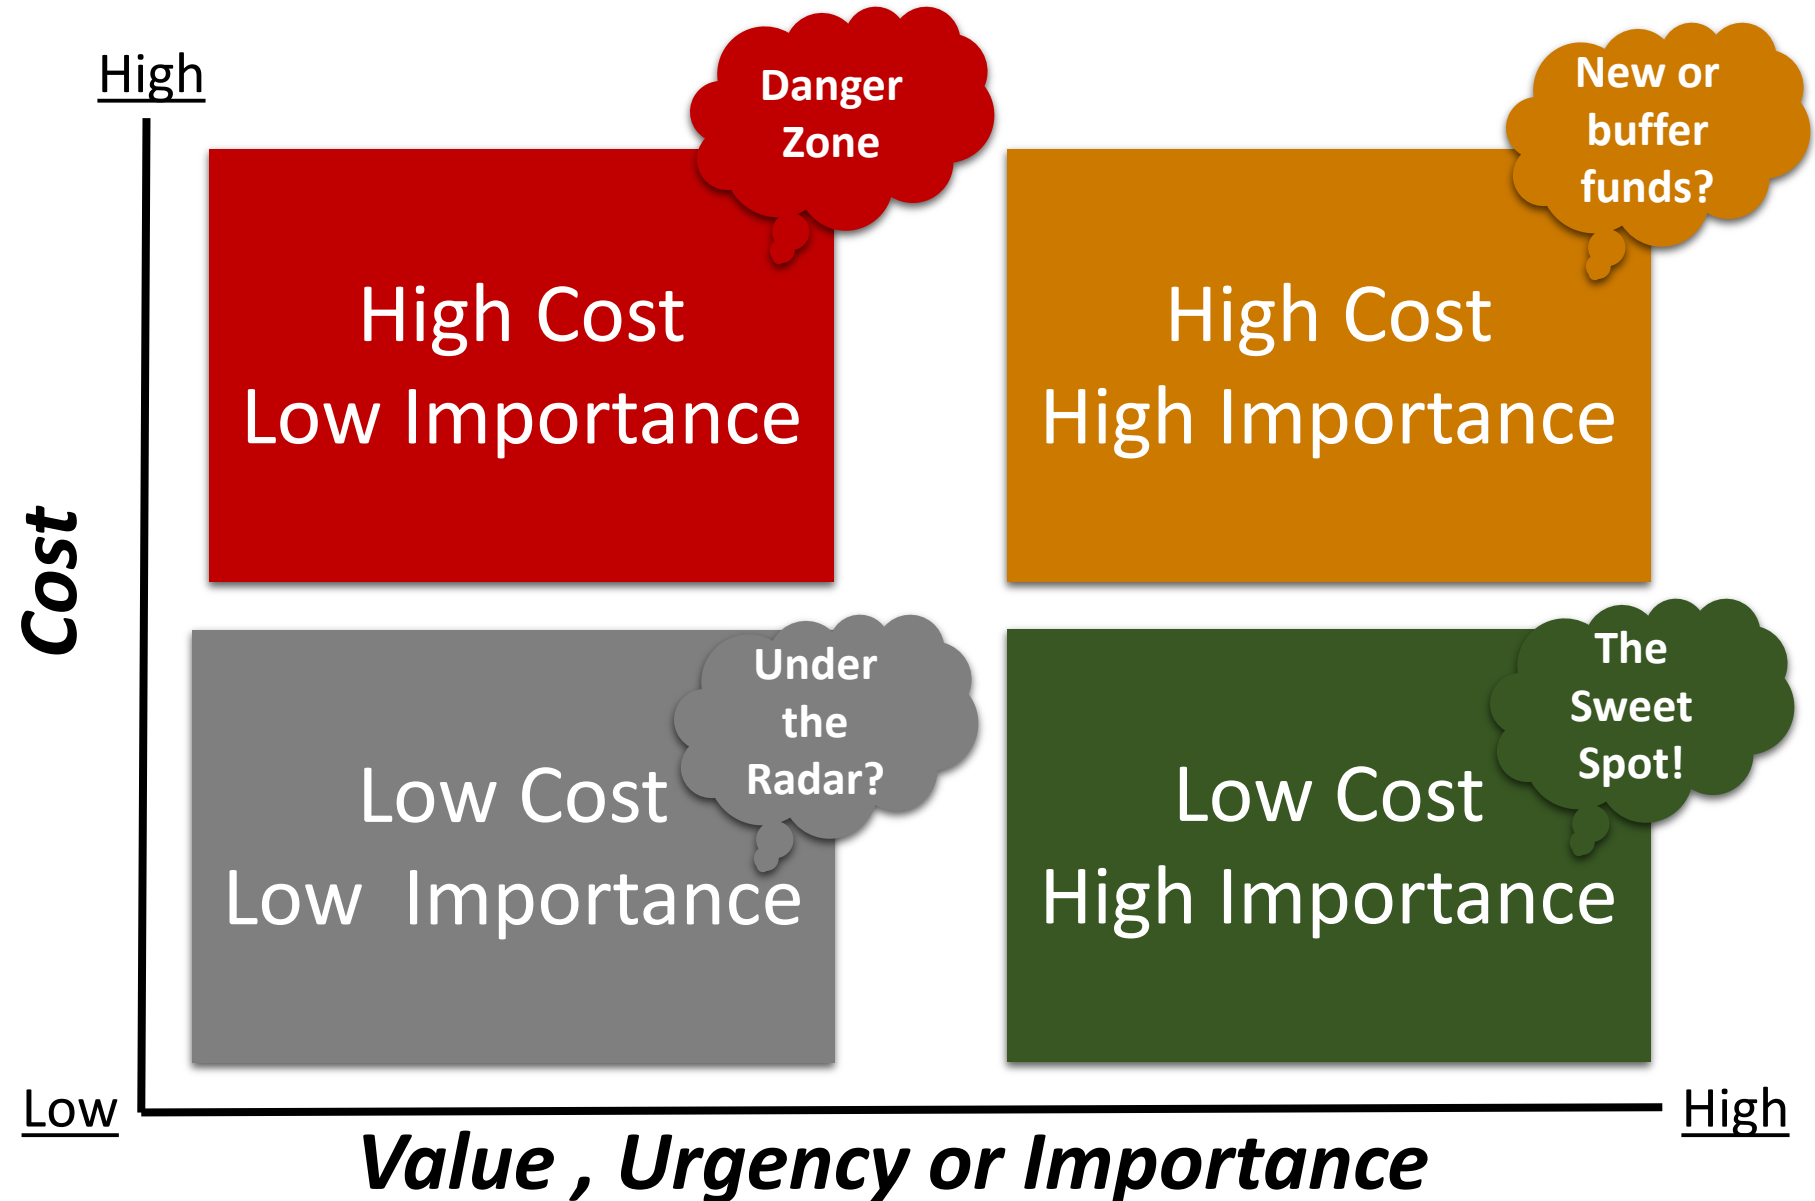 High
Danger
Zone
New or
buffer
funds?
High Cost
Low Importance
High Cost
High Importance
Cost
Under
the
Radar?
Low Cost
Low  Importance
The
Sweet
Spot!
Low Cost
High Importance
Low
High
Value , Urgency or Importance